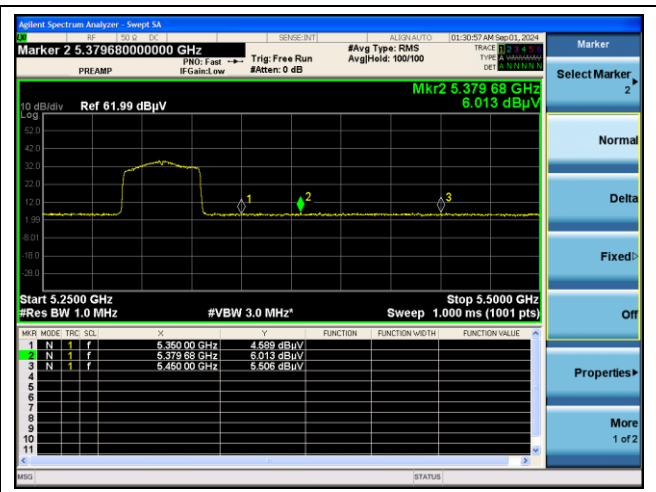 Agilent Spectrum Analyzer - Swept SA
RF 50 Ω DC SENSE:INT ALIGN AUTO 01:30:57 AM Sep 01, 2024
Marker 2 5.379680000000 GHz
PREAMP
PNO: Fast
IFGain:Low
Trig: Free Run
#Atten: 0 dB
#Avg Type: RMS
Avg|Hold: 100/100
TRACE 1 2 3 4 5 6
TYPE A WWWWW
DET A N N N N N
Mkr2 5.379 68 GHz
6.013 dBµV
10 dB/div Ref 61.99 dBµV
Log
52.0
42.0
32.0
22.0
12.0
1.99
-8.01
-18.0
-28.0
1
2
3
Start 5.2500 GHz Stop 5.5000 GHz
#Res BW 1.0 MHz #VBW 3.0 MHz* Sweep 1.000 ms (1001 pts)
MKR MODE TRC SCL X Y FUNCTION FUNCTION WIDTH FUNCTION VALUE
1 N 1 f 5.350 00 GHz 4.589 dBµV
2 N 1 f 5.379 68 GHz 6.013 dBµV
3 N 1 f 5.450 00 GHz 5.506 dBµV
4
5
6
7
8
9
10
11
MSG STATUS
Marker
Select Marker
2
Normal
Delta
Fixed
Off
Properties
More
1 of 2